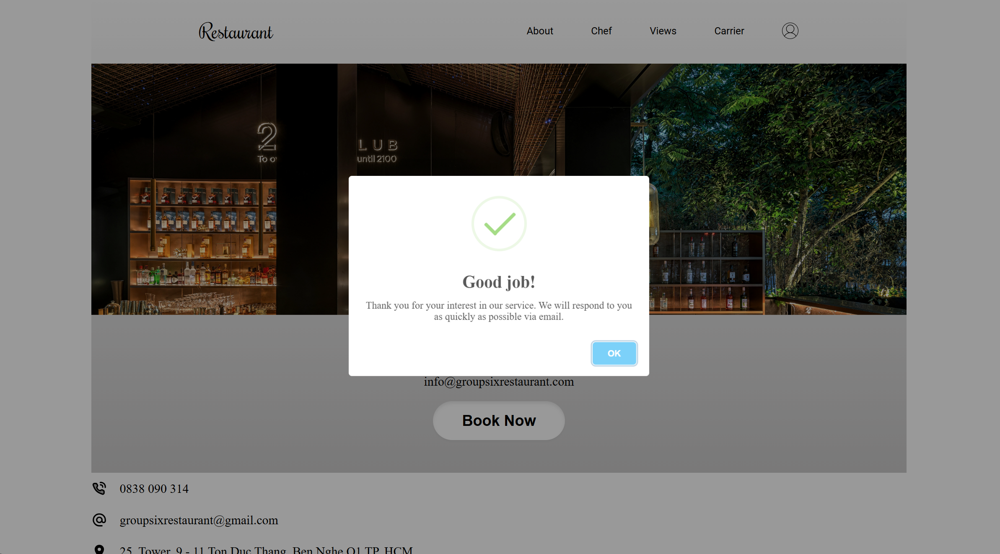 Restaurant
About
Chef
Views
Carrier
2
LUB
until 2100
Good job!
Thank you for your interest in our service. We will respond to you
as quickly as possible via email.
OK
info@groupsixrestaurant.com
Book Now
0838 090 314
groupsixrestaurant@gmail.com
25, Tower, 9 - 11 Ton Duc Thang, Ben Nghe Q1 TP. HCM